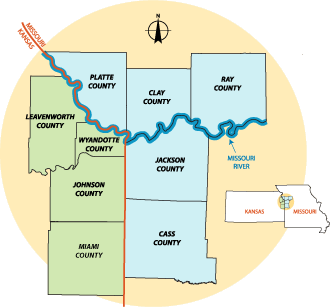 N
MISSOURI
KANSAS
PLATTE
COUNTY
CLAY
COUNTY
RAY
COUNTY
LEAVENWORTH
COUNTY
WYANDOTTE
COUNTY
MISSOURI
RIVER
JACKSON
COUNTY
JOHNSON
COUNTY
KANSAS
MISSOURI
CASS
COUNTY
MIAMI
COUNTY